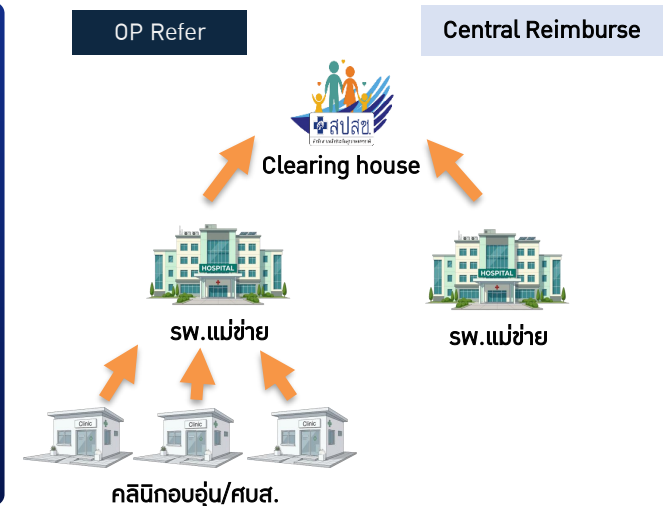 OP Refer
Central Reimburse
สปสช.
Clearing house
HOSPITAL
HOSPITAL
รพ.แม่ข่าย
รพ.แม่ข่าย
Clinic
Clinic
Clinic
คลินิกอบอุ่น/ศบส.